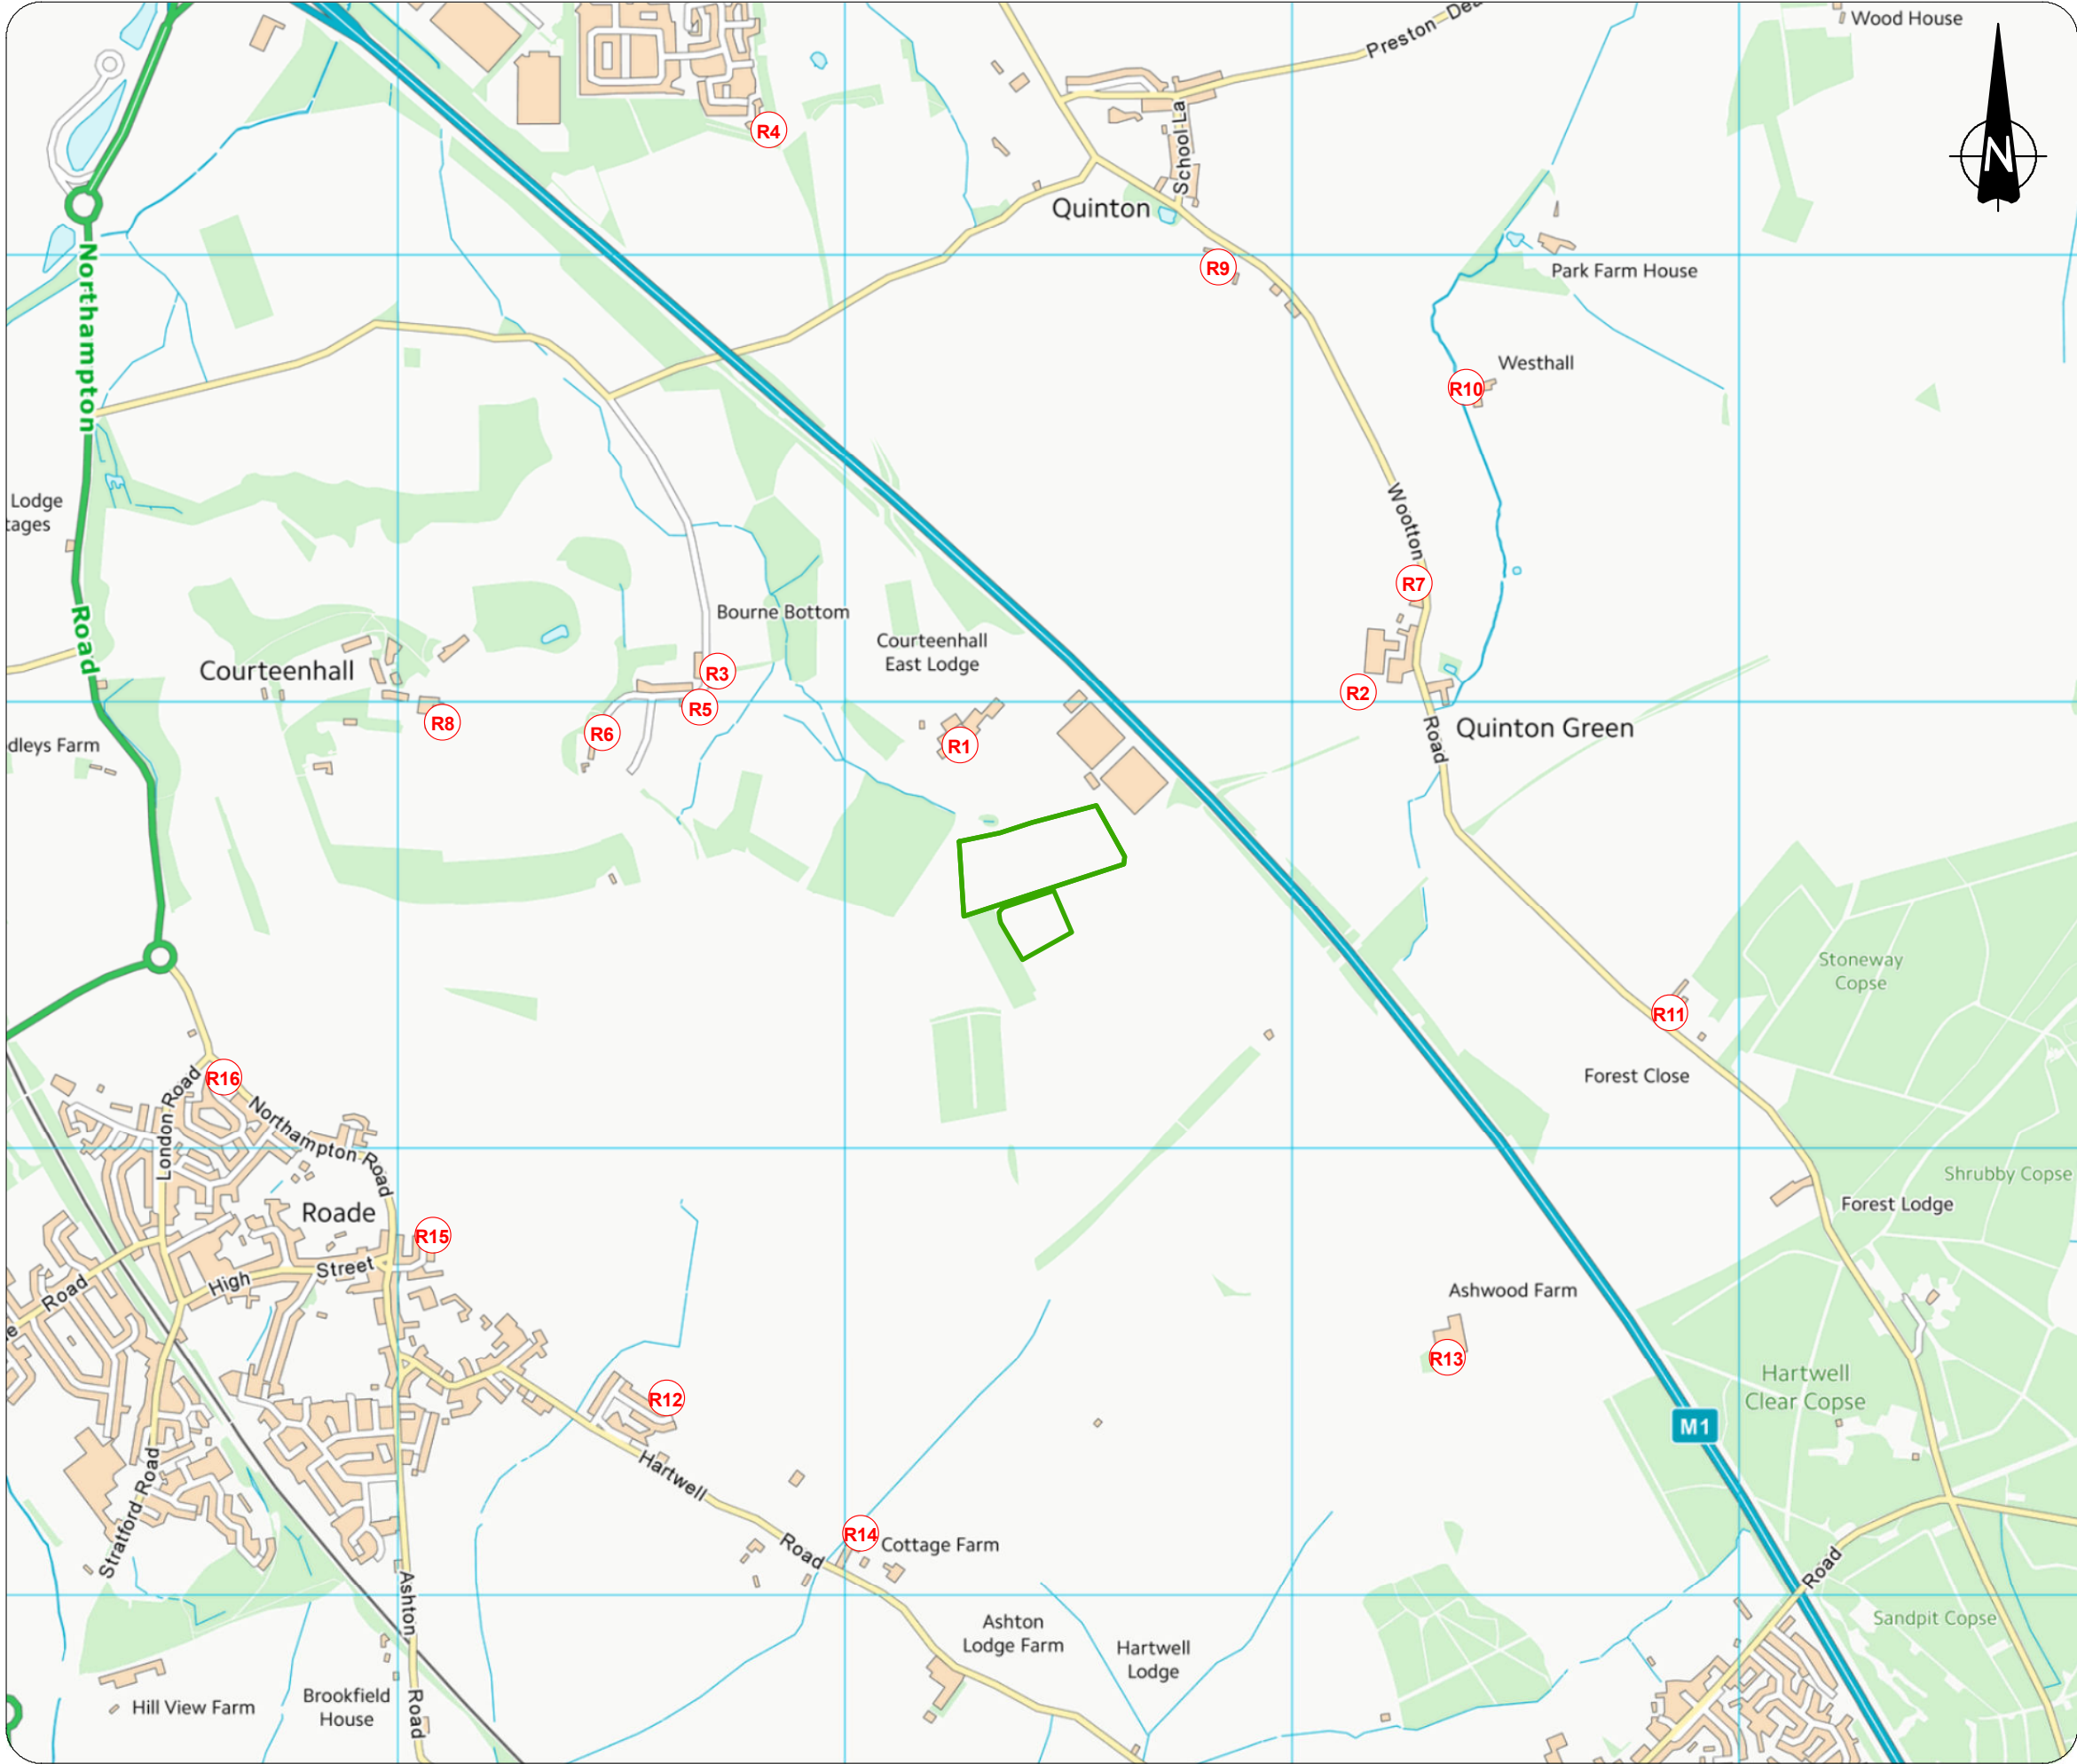 Wood House
Preston Dea
N
R4
School La
Quinton
R9
Park Farm House
Northampton
Road
Westhall
R10
Lodge
tages
Wootton
Road
R7
Bourne Bottom
Courteenhall
East Lodge
Courteenhall
R3
R5
R2
R8
R6
R1
Quinton Green
dleys Farm
Stoneway
Copse
R11
Forest Close
R16
London Road
Northampton Road
Shrubby Copse
Forest Lodge
Roade
R15
High Street
Road
e
Ashwood Farm
R13
Hartwell
Clear Copse
M1
R12
Hartwell
Road
Stratford Road
R14
Cottage Farm
Ashton
Road
Road
Ashton
Lodge Farm
Hartwell
Lodge
Sandpit Copse
Hill View Farm
Brookfield
House